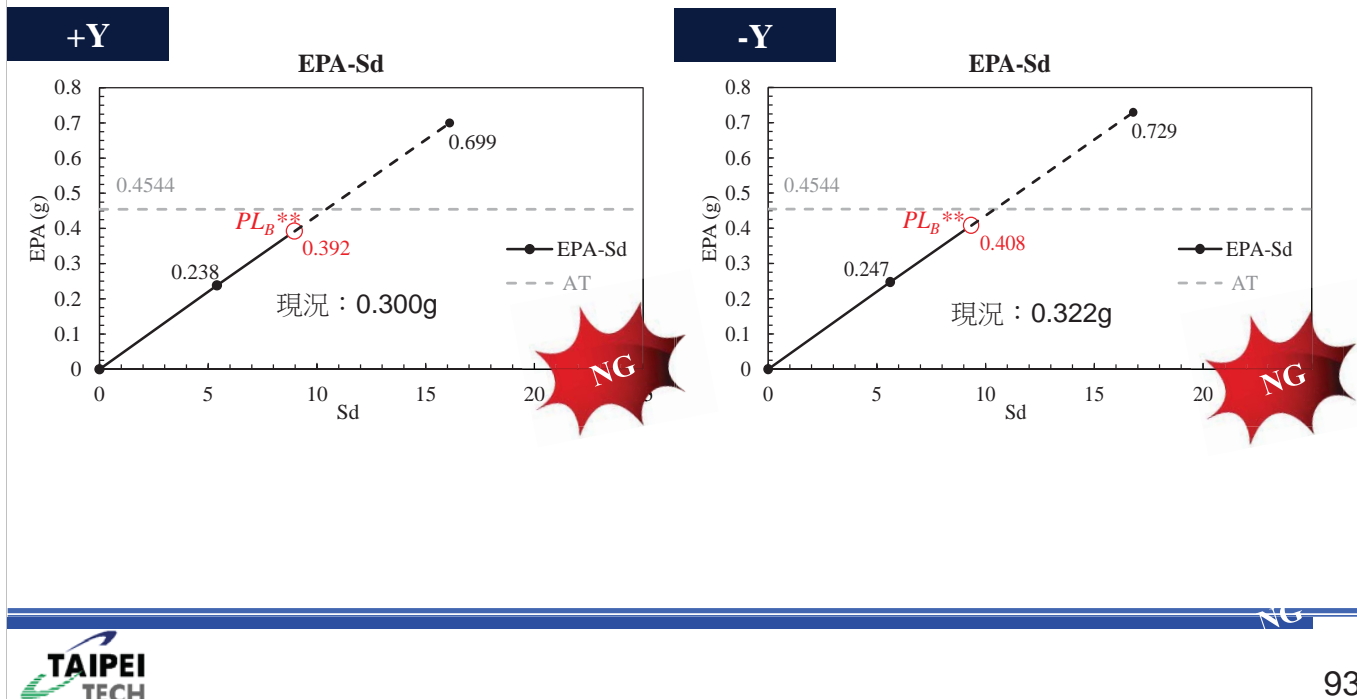 +Y
EPA-Sd
0.8
0.7
0.6
0.5
0.4
0.3
0.2
0.1
0
EPA (g)
0.4544
0.699
PL_B**
0.392
0.238
現況：0.300g
EPA-Sd
AT
NG
0
5
10
15
20
Sd
-Y
EPA-Sd
0.8
0.7
0.6
0.5
0.4
0.3
0.2
0.1
0
EPA (g)
0.4544
0.729
PL_B**
0.408
0.247
現況：0.322g
EPA-Sd
AT
NG
0
5
10
15
20
Sd
NG
TAIPEI
TECH
93